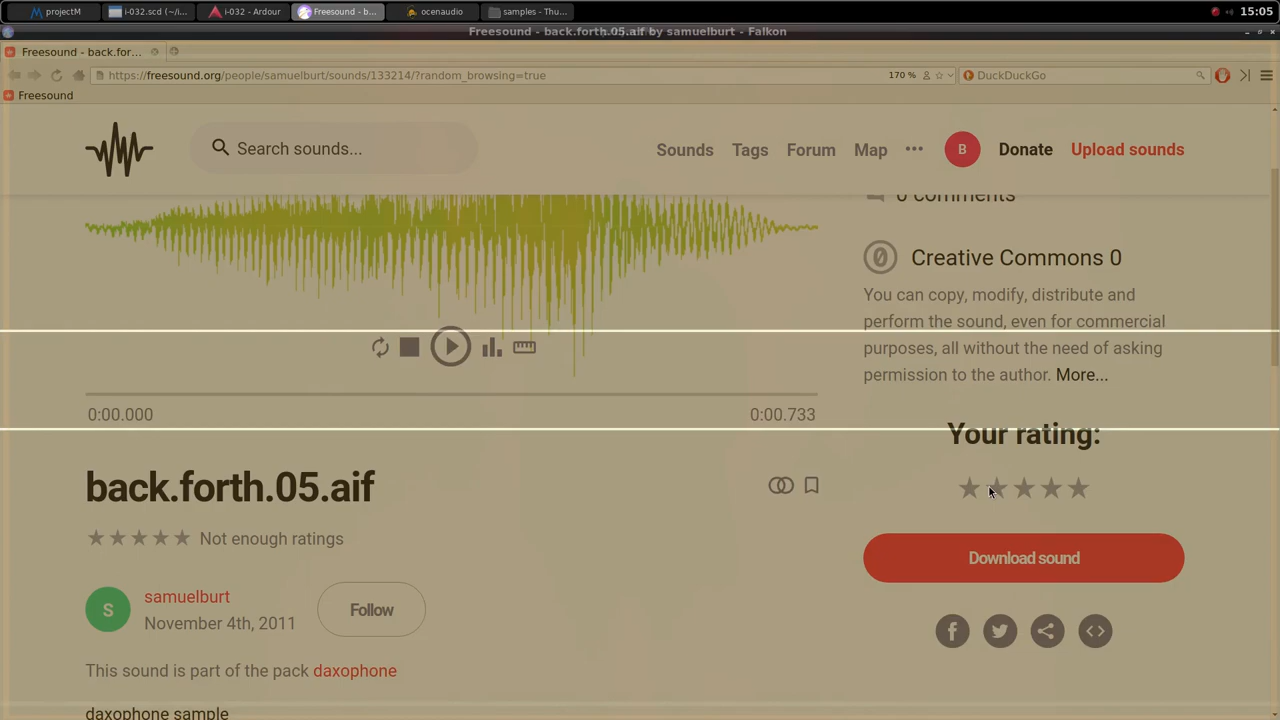 projectM
i-032.scd (~/i...
i-032 - Ardour
Freesound - b...
ocenaudio
samples - Thu...
15:05
Freesound - back.forth.05.aif by samuelburt - Falkon
Freesound - back.for...
https://freesound.org/people/samuelburt/sounds/133214/?random_browsing=true
170 %
DuckDuckGo
Freesound
Search sounds...
Sounds
Tags
Forum
Map
B
Donate
Upload sounds
0 comments
Creative Commons 0
You can copy, modify, distribute and
perform the sound, even for commercial
purposes, all without the need of asking
permission to the author. More...
0:00.000
0:00.733
Your rating:
back.forth.05.aif
Not enough ratings
Download sound
S
samuelburt
November 4th, 2011
Follow
This sound is part of the pack daxophone
daxophone sample